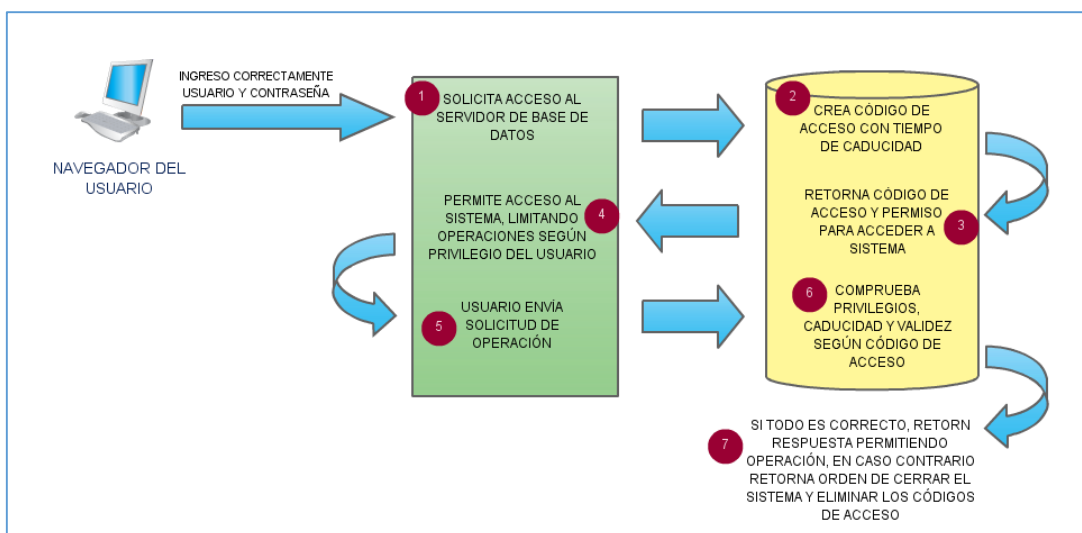 INGRESO CORRECTAMENTE
USUARIO Y CONTRASEÑA
NAVEGADOR DEL
USUARIO
1
SOLICITA ACCESO AL
SERVIDOR DE BASE DE
DATOS
2
CREA CÓDIGO DE
ACCESO CON TIEMPO
DE CADUCIDAD
RETORNA CÓDIGO DE
ACCESO Y PERMISO
PARA ACCEDER A
SISTEMA
3
PERMITE ACCESO AL
SISTEMA, LIMITANDO
OPERACIONES SEGÚN
PRIVILEGIO DEL USUARIO
4
5
USUARIO ENVÍA
SOLICITUD DE
OPERACIÓN
6
COMPRUEBA
PRIVILEGIOS,
CADUCIDAD Y VALIDEZ
SEGÚN CÓDIGO DE
ACCESO
7
SI TODO ES CORRECTO, RETORN
RESPUESTA PERMITIENDO
OPERACIÓN, EN CASO CONTRARIO
RETORNA ORDEN DE CERRAR EL
SISTEMA Y ELIMINAR LOS CÓDIGOS
DE ACCESO